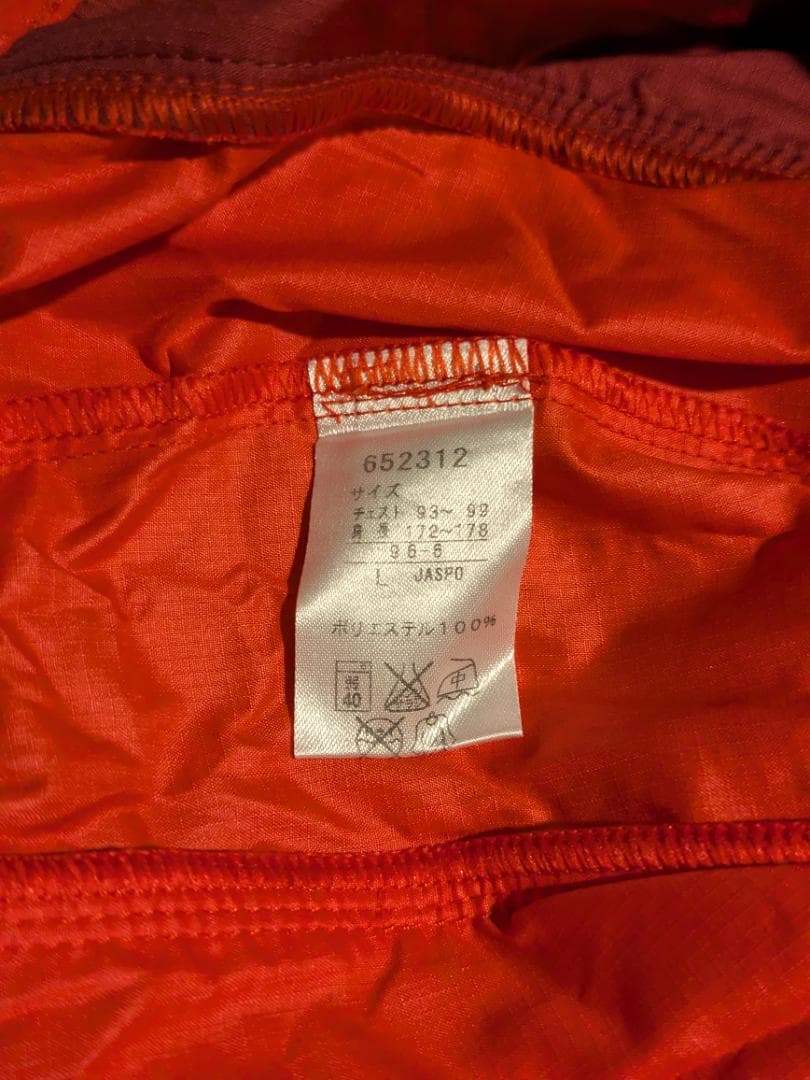 652312
サイズ
チェスト 93～ 99
身長 172～178
96-6
L JASPO
ポリエステル100%
40
中